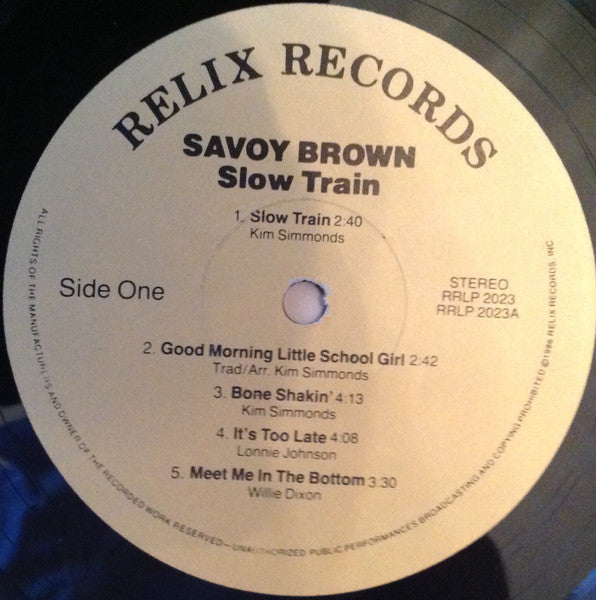 RELIX RECORDS
SAVOY BROWN
Slow Train
1. Slow Train 2:40
Kim Simmonds
Side One
STEREO
RRLP 2023
RRLP 2023A
2. Good Morning Little School Girl 2:42
Trad/Arr. Kim Simmonds
3. Bone Shakin' 4:13
Kim Simmonds
4. It's Too Late 4:08
Lonnie Johnson
5. Meet Me In The Bottom 3:30
Willie Dixon
ALL RIGHTS OF THE MANUFACTURERS AND OWNER OF THE RECORDED WORK RESERVED—UNAUTHORIZED PUBLIC PERFORMANCES BROADCASTING AND COPYING PROHIBITED ©1986 RELIX RECORDS, INC